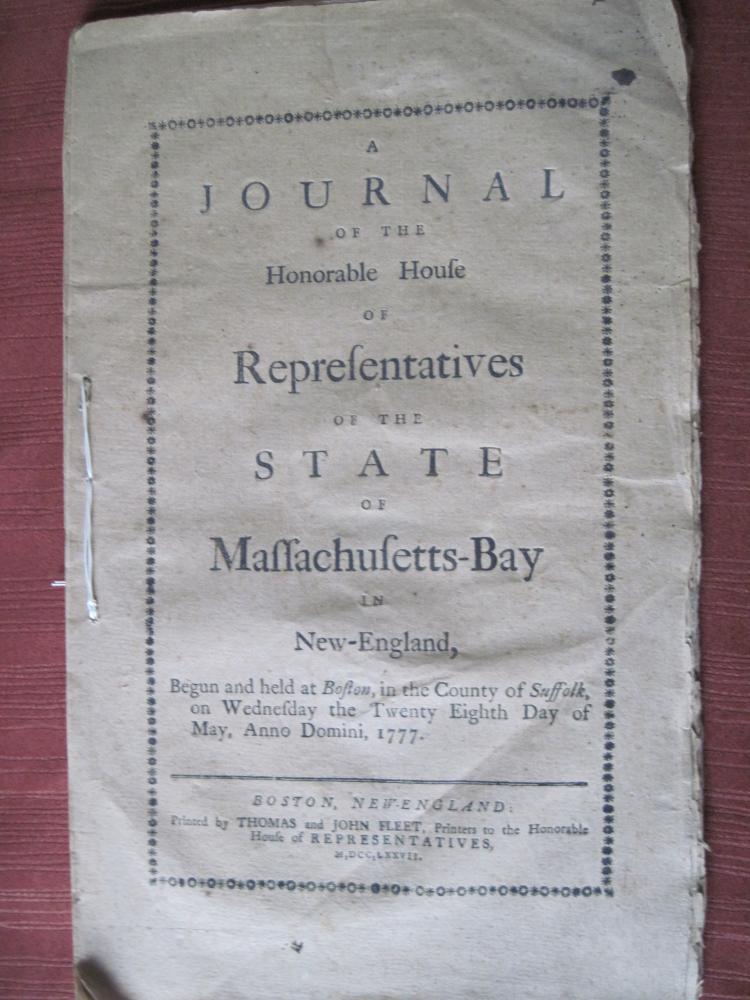 A
JOURNAL
OF THE
Honorable Houſe
OF
Repreſentatives
OF THE
STATE
OF
Maſſachuſetts-Bay
IN
New-England,
Begun and held at Boſton, in the County of Suffolk,
on Wedneſday the Twenty Eighth Day of
May, Anno Domini, 1777.
BOSTON, NEW-ENGLAND:
Printed by THOMAS and JOHN FLEET, Printers to the Honorable
Houſe of REPRESENTATIVES,
M,DCC,LXXVII.